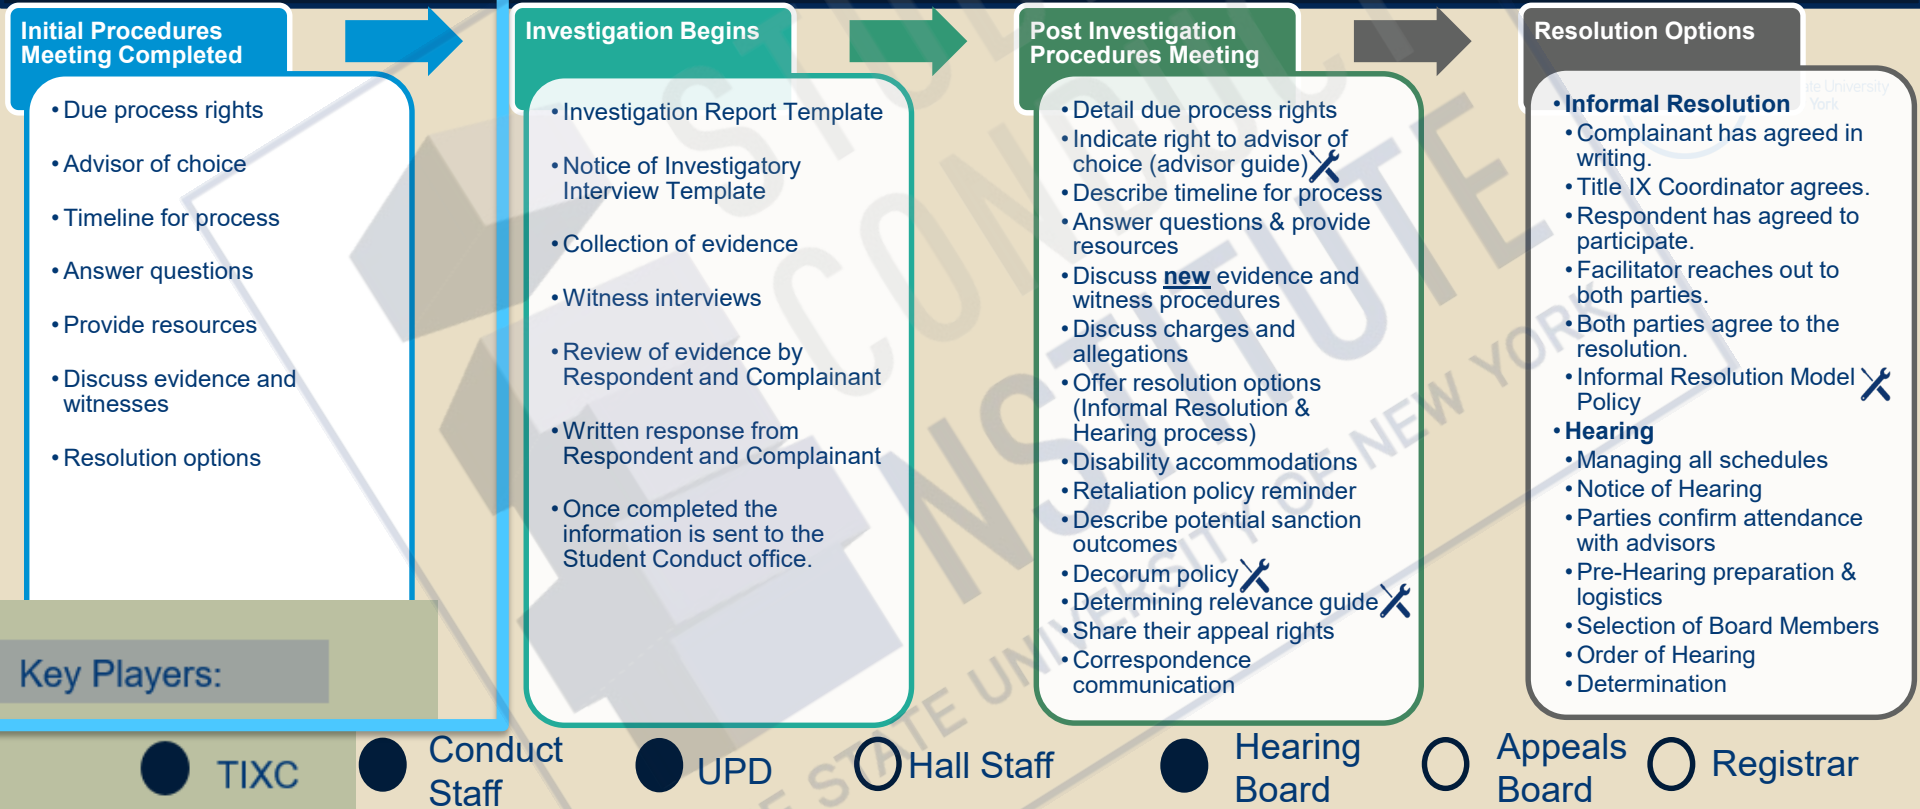 Initial Procedures
Meeting Completed
• Due process rights
• Advisor of choice
• Timeline for process
• Answer questions
• Provide resources
• Discuss evidence and
witnesses
• Resolution options
Investigation Begins
• Investigation Report Template
• Notice of Investigatory
Interview Template
• Collection of evidence
• Witness interviews
• Review of evidence by
Respondent and Complainant
• Written response from
Respondent and Complainant
• Once completed the
information is sent to the
Student Conduct office.
Post Investigation
Procedures Meeting
• Detail due process rights
• Indicate right to advisor of
choice (advisor guide)
• Describe timeline for process
• Answer questions & provide
resources
• Discuss new evidence and
witness procedures
• Discuss charges and
allegations
• Offer resolution options
(Informal Resolution &
Hearing process)
• Disability accommodations
• Retaliation policy reminder
• Describe potential sanction
outcomes
• Decorum policy
• Determining relevance guide
• Share their appeal rights
• Correspondence
communication
Resolution Options
• Informal Resolution
• Complainant has agreed in
writing.
• Title IX Coordinator agrees.
• Respondent has agreed to
participate.
• Facilitator reaches out to
both parties.
• Both parties agree to the
resolution.
• Informal Resolution Model
Policy
• Hearing
• Managing all schedules
• Notice of Hearing
• Parties confirm attendance
with advisors
• Pre-Hearing preparation &
logistics
• Selection of Board Members
• Order of Hearing
• Determination
Key Players:
TIXC
Conduct
Staff
UPD
Hall Staff
Hearing
Board
Appeals
Board
Registrar
CONDUCT
INSTITUTE
STATE UNIVERSITY OF NEW YORK
University
York